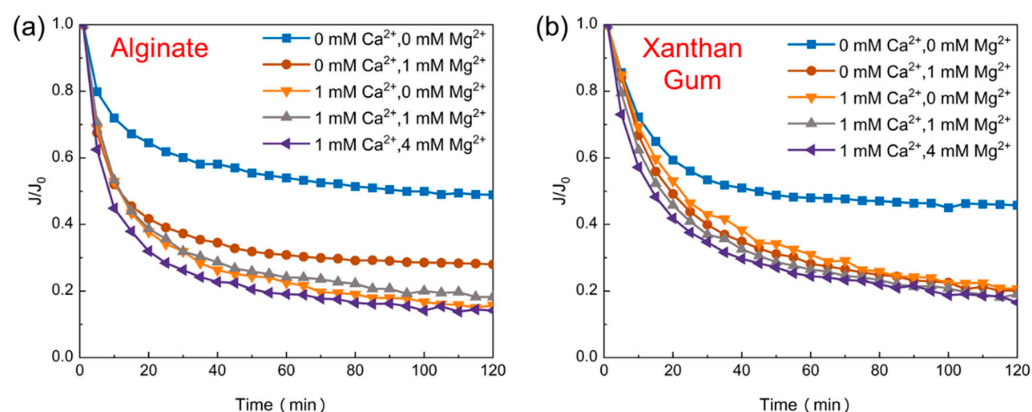 (a)
Alginate
0 mM Ca²⁺,0 mM Mg²⁺
0 mM Ca²⁺,1 mM Mg²⁺
1 mM Ca²⁺,0 mM Mg²⁺
1 mM Ca²⁺,1 mM Mg²⁺
1 mM Ca²⁺,4 mM Mg²⁺
J/J₀
1.0
0.8
0.6
0.4
0.2
0.0
0 20 40 60 80 100 120
Time ( min )
(b)
Xanthan
Gum
0 mM Ca²⁺,0 mM Mg²⁺
0 mM Ca²⁺,1 mM Mg²⁺
1 mM Ca²⁺,0 mM Mg²⁺
1 mM Ca²⁺,1 mM Mg²⁺
1 mM Ca²⁺,4 mM Mg²⁺
J/J₀
1.0
0.8
0.6
0.4
0.2
0.0
0 20 40 60 80 100 120
Time ( min )